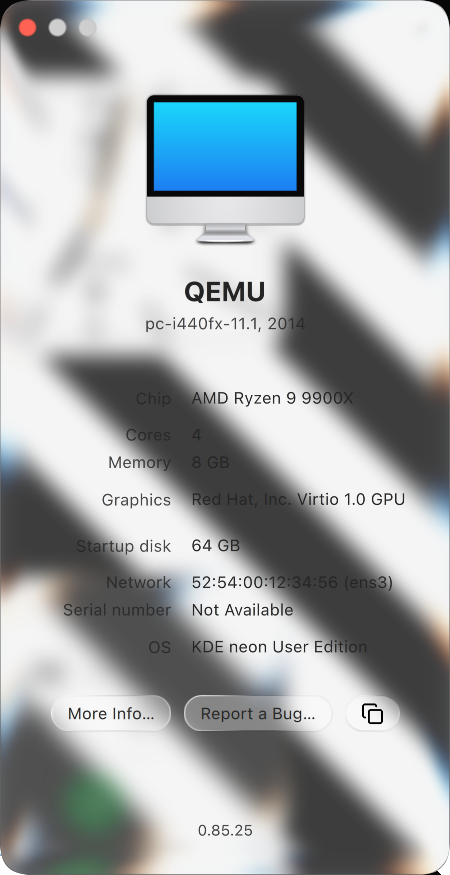 QEMU
pc-i440fx-11.1, 2014
Chip AMD Ryzen 9 9900X
Cores 4
Memory 8 GB
Graphics Red Hat, Inc. Virtio 1.0 GPU
Startup disk 64 GB
Network 52:54:00:12:34:56 (ens3)
Serial number Not Available
OS KDE neon User Edition
More Info... Report a Bug...
0.85.25